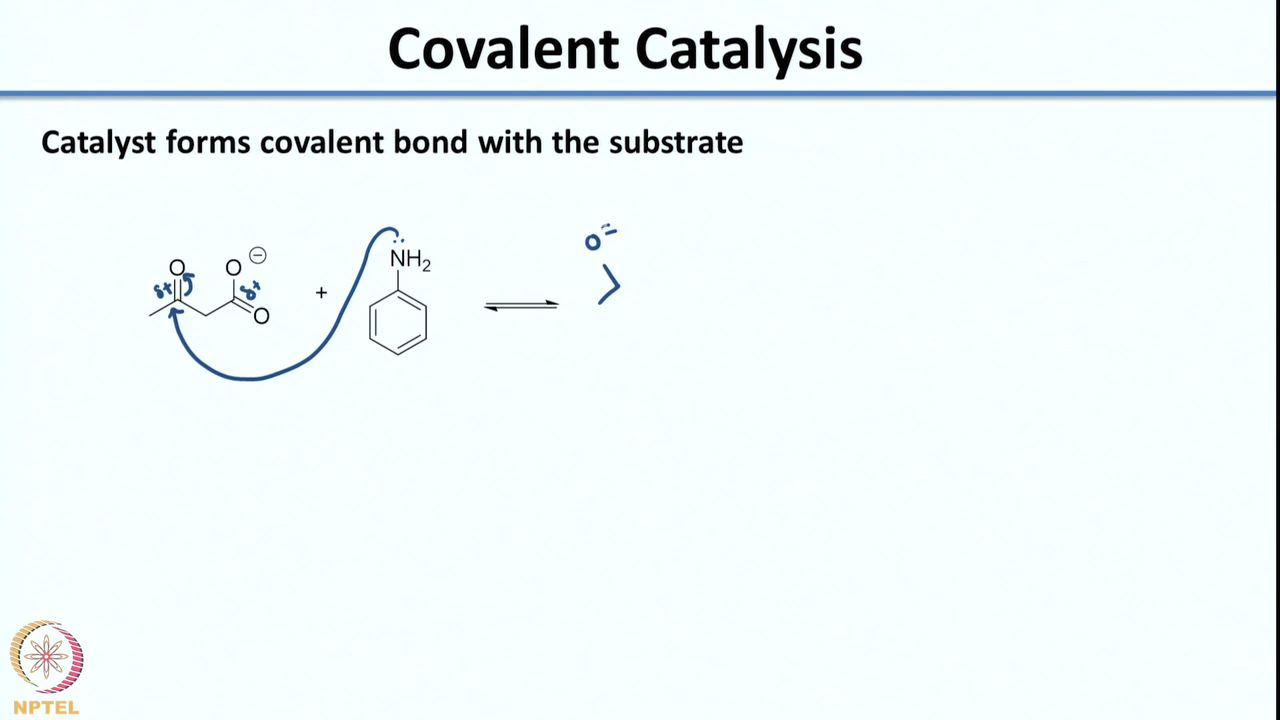 Covalent Catalysis
Catalyst forms covalent bond with the substrate
O O ⊖ δ+ δ+ O
+
NH2
O⁻
NPTEL